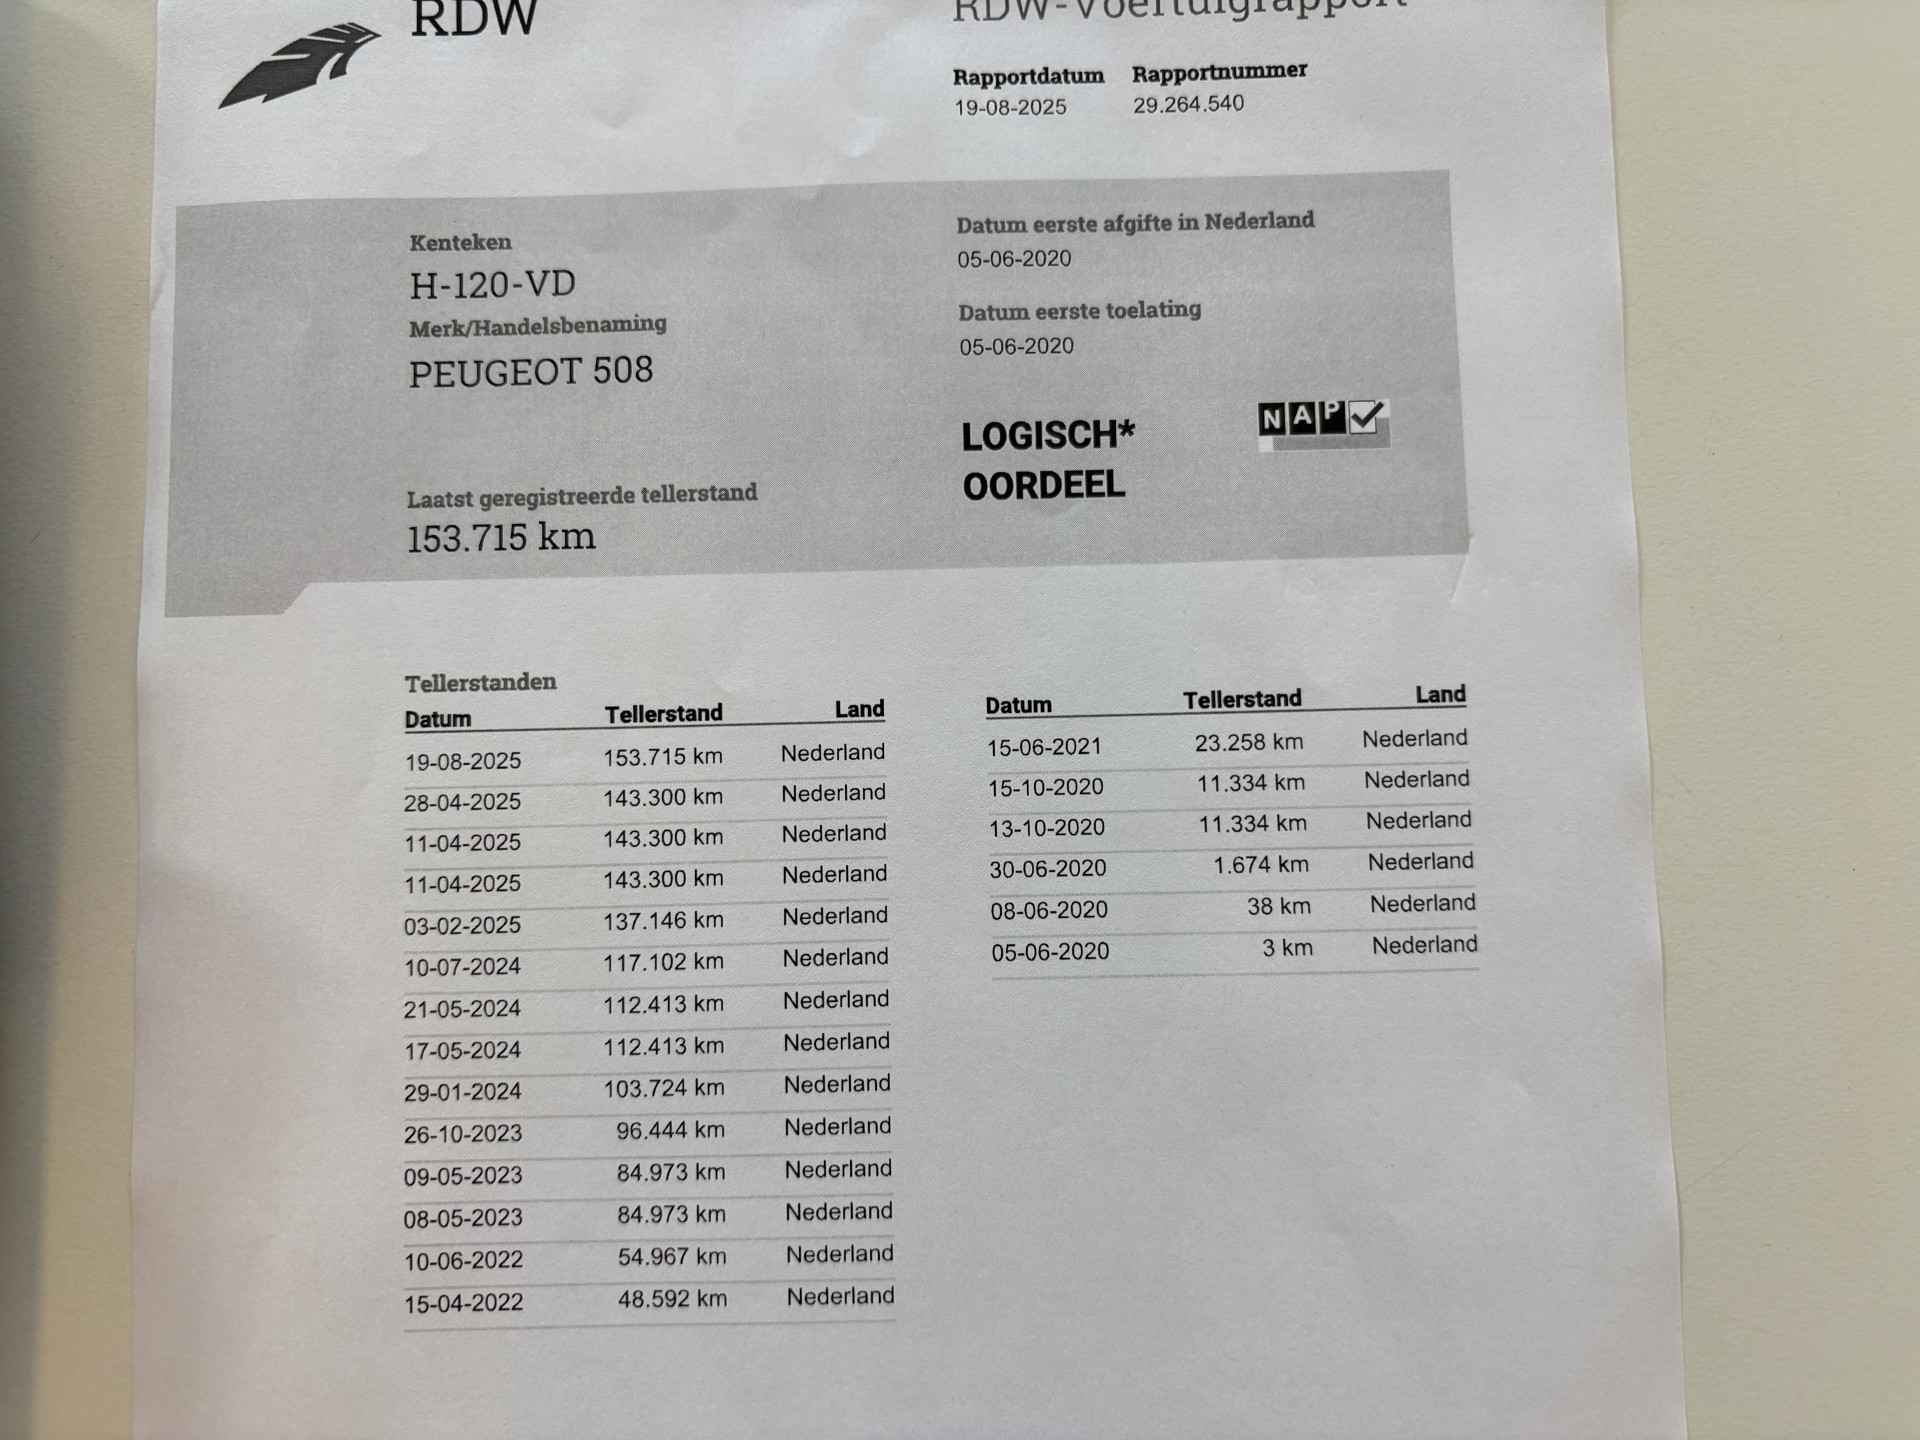 RDW
RDW-Voertuigrapport
Rapportdatum Rapportnummer
19-08-2025 29.264.540
Kenteken
H-120-VD
Merk/Handelsbenaming
PEUGEOT 508
Laatst geregistreerde tellerstand
153.715 km
Datum eerste afgifte in Nederland
05-06-2020
Datum eerste toelating
05-06-2020
LOGISCH*
OORDEEL
NAP
Tellerstanden
Datum Tellerstand Land
19-08-2025 153.715 km Nederland
28-04-2025 143.300 km Nederland
11-04-2025 143.300 km Nederland
11-04-2025 143.300 km Nederland
03-02-2025 137.146 km Nederland
10-07-2024 117.102 km Nederland
21-05-2024 112.413 km Nederland
17-05-2024 112.413 km Nederland
29-01-2024 103.724 km Nederland
26-10-2023 96.444 km Nederland
09-05-2023 84.973 km Nederland
08-05-2023 84.973 km Nederland
10-06-2022 54.967 km Nederland
15-04-2022 48.592 km Nederland
Datum Tellerstand Land
15-06-2021 23.258 km Nederland
15-10-2020 11.334 km Nederland
13-10-2020 11.334 km Nederland
30-06-2020 1.674 km Nederland
08-06-2020 38 km Nederland
05-06-2020 3 km Nederland